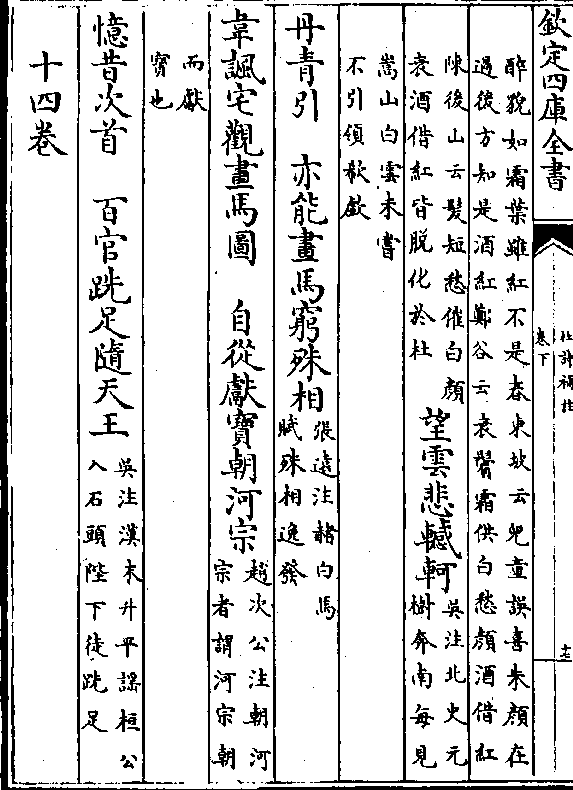 欽定四庫全書
杜詩補註
卷下
十三
醉貌如霜葉雖紅不是春東坡云兒童誤喜朱顏在
過後方知是酒紅鄭谷云衰鬢霜供白愁顏酒借紅
陳後山云髮短愁催白顏
衰酒借紅皆脫化於杜
望雲悲轗軻
吳注北史元
樹奔南每見
嵩山白雲未嘗
不引領歔欷
丹青引　亦能畫馬窮殊相
張遠注赭白馬
賦殊相逸發
韋諷宅觀畫馬圖　自從獻寶朝河宗
趙次公注朝河
宗者謂河宗朝
而獻
寶也
憶昔次首　百官跣足隨天王
吳注漢末升平謡桓公
入石頭陛下徒跣足
十四卷